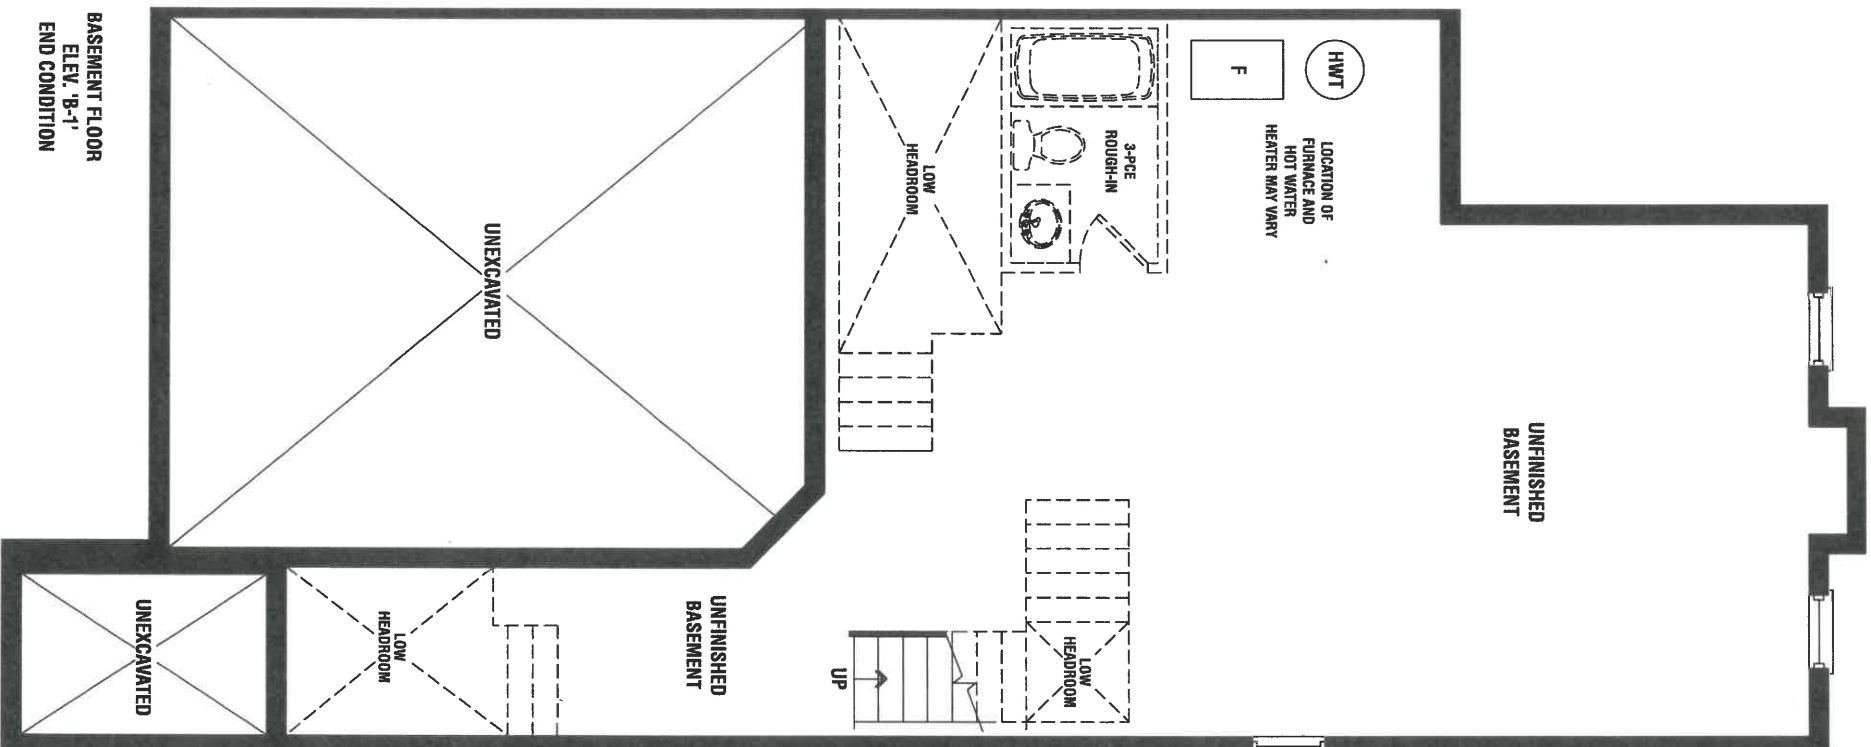 HWT
F
LOCATION OF
FURNACE AND
HOT WATER
HEATER MAY VARY
3-PCE
ROUGH-IN
LOW
HEADROOM
UNEXCAVATED
BASEMENT FLOOR
ELEV. 'B-1'
END CONDITION
UNFINISHED
BASEMENT
LOW
HEADROOM
UP
UNFINISHED
BASEMENT
LOW
HEADROOM
UNEXCAVATED